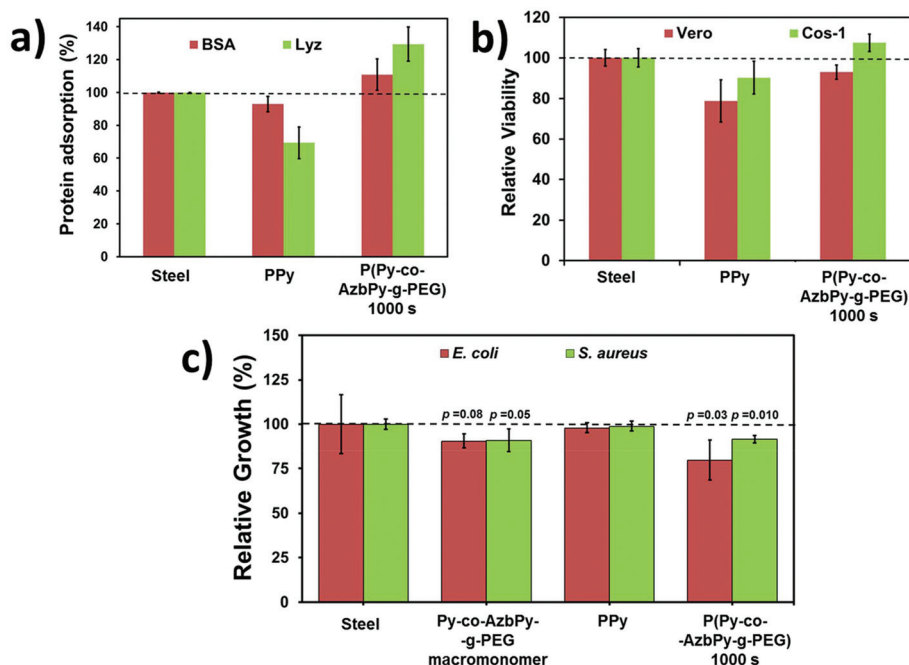 a)
Protein adsorption (%)
BSA Lyz
140
120
100
80
60
40
20
0
Steel PPy P(Py-co-
AzbPy-g-PEG)
1000 s
b)
Relative Viability
Vero Cos-1
120
100
80
60
40
20
0
Steel PPy P(Py-co-
AzbPy-g-PEG)
1000 s
c)
Relative Growth (%)
E. coli S. aureus
150
125
100
75
50
25
0
p =0.08 p =0.05 p =0.03 p =0.010
Steel Py-co-AzbPy- PPy P(Py-co-
-g-PEG -AzbPy-g-PEG)
macromonomer 1000 s